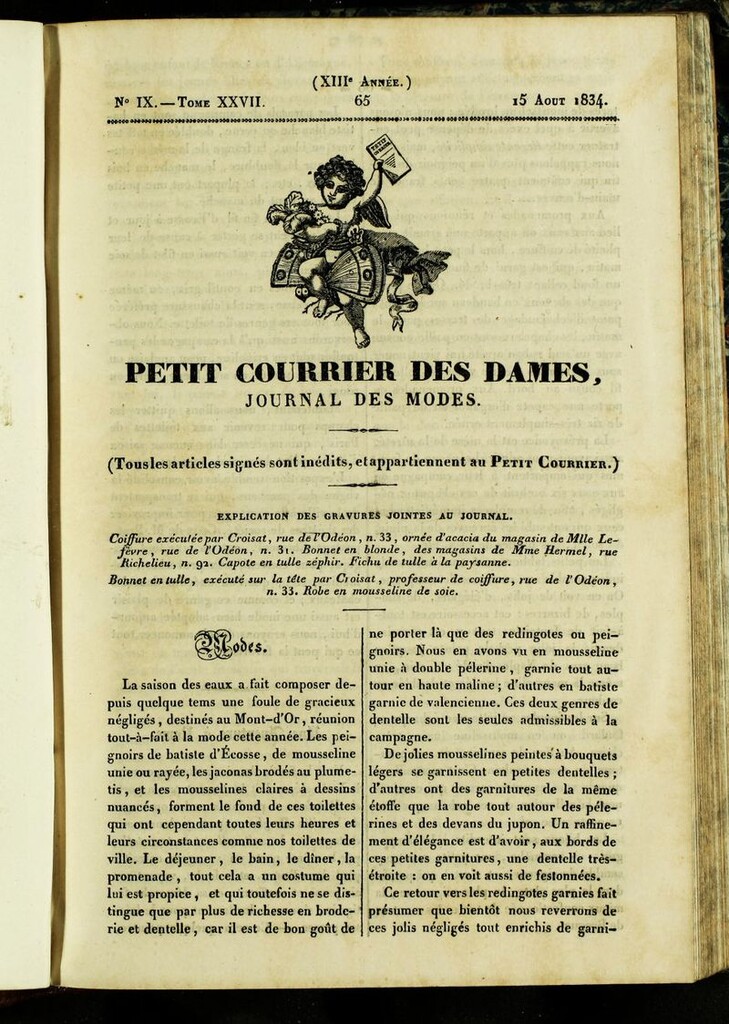 (XIIIe Année.)
No IX. — Tome XXVII. 65 15 Aout 1834.
PETIT COURRIER DES DAMES,
JOURNAL DES MODES.
(Tous les articles signés sont inédits, et appartiennent au Petit Courrier.)
EXPLICATION DES GRAVURES JOINTES AU JOURNAL.
Coiffure exécutée par Croisat, rue de l'Odéon, n. 33, ornée d'acacia du magasin de Mlle Le-
fèvre, rue de l'Odéon, n. 31. Bonnet en blonde, des magasins de Mme Hermel, rue
Richelieu, n. 92. Capote en tulle zéphir. Fichu de tulle à la paysanne.
Bonnet en tulle, exécuté sur la tête par Croisat, professeur de coiffure, rue de l'Odéon,
n. 33. Robe en mousseline de soie.
Modes.
La saison des eaux a fait composer de-
puis quelque tems une foule de gracieux
négligés, destinés au Mont-d'Or, réunion
tout-à-fait à la mode cette année. Les pei-
gnoirs de batiste d'Écosse, de mousseline
unie ou rayée, les jaconas brodés au plume-
tis, et les mousselines claires à dessins
nuancés, forment le fond de ces toilettes
qui ont cependant toutes leurs heures et
leurs circonstances comme nos toilettes de
ville. Le déjeuner, le bain, le dîner, la
promenade, tout cela a un costume qui
lui est propice, et qui toutefois ne se dis-
tingue que par plus de richesse en brode-
rie et dentelle, car il est de bon goût de
ne porter là que des redingotes ou pei-
gnoirs. Nous en avons vu en mousseline
unie à double pélerine, garnie tout au-
tour en haute maline; d'autres en batiste
garnie de valencienne. Ces deux genres de
dentelle sont les seules admissibles à la
campagne.
De jolies mousselines peintes à bouquets
légers se garnissent en petites dentelles;
d'autres ont des garnitures de la même
étoffe que la robe tout autour des péle-
rines et des devans du jupon. Un raffine-
ment d'élégance est d'avoir, aux bords de
ces petites garnitures, une dentelle très-
étroite : on en voit aussi de festonnées.
Ce retour vers les redingotes garnies fait
présumer que bientôt nous reverrons de
ces jolis négligés tout enrichis de garni-